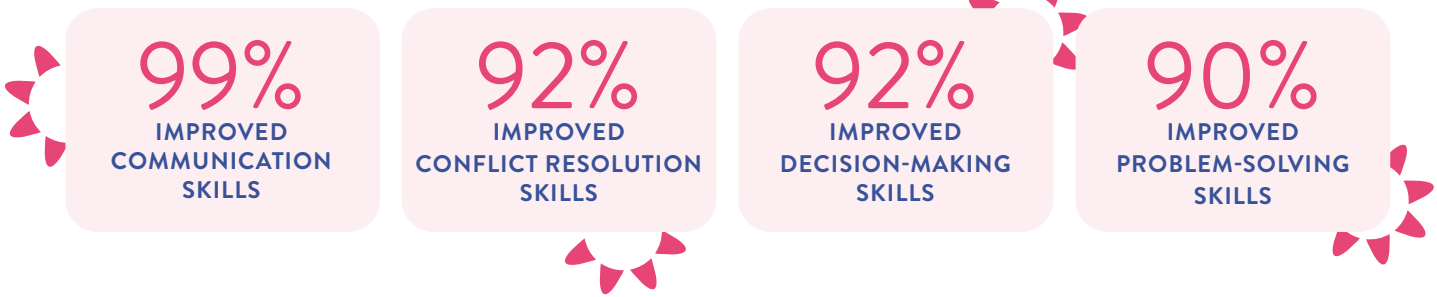 99%
IMPROVED
COMMUNICATION
SKILLS
92%
IMPROVED
CONFLICT RESOLUTION
SKILLS
92%
IMPROVED
DECISION-MAKING
SKILLS
90%
IMPROVED
PROBLEM-SOLVING
SKILLS